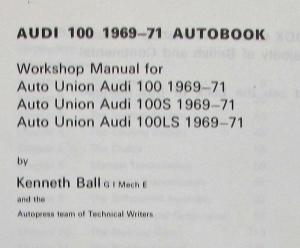 AUDI 100 1969–71 AUTOBOOK
Workshop Manual for
Auto Union Audi 100 1969–71
Auto Union Audi 100S 1969–71
Auto Union Audi 100LS 1969–71
by
Kenneth Ball G I Mech E
and the
Autopress team of Technical Writers